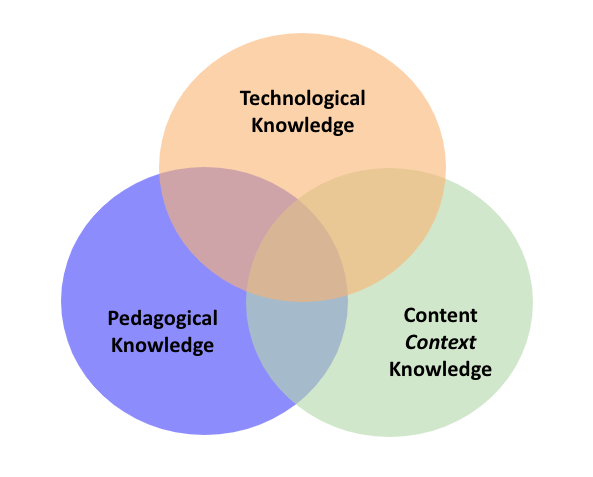 Technological
Knowledge
Pedagogical
Knowledge
Content
Context
Knowledge